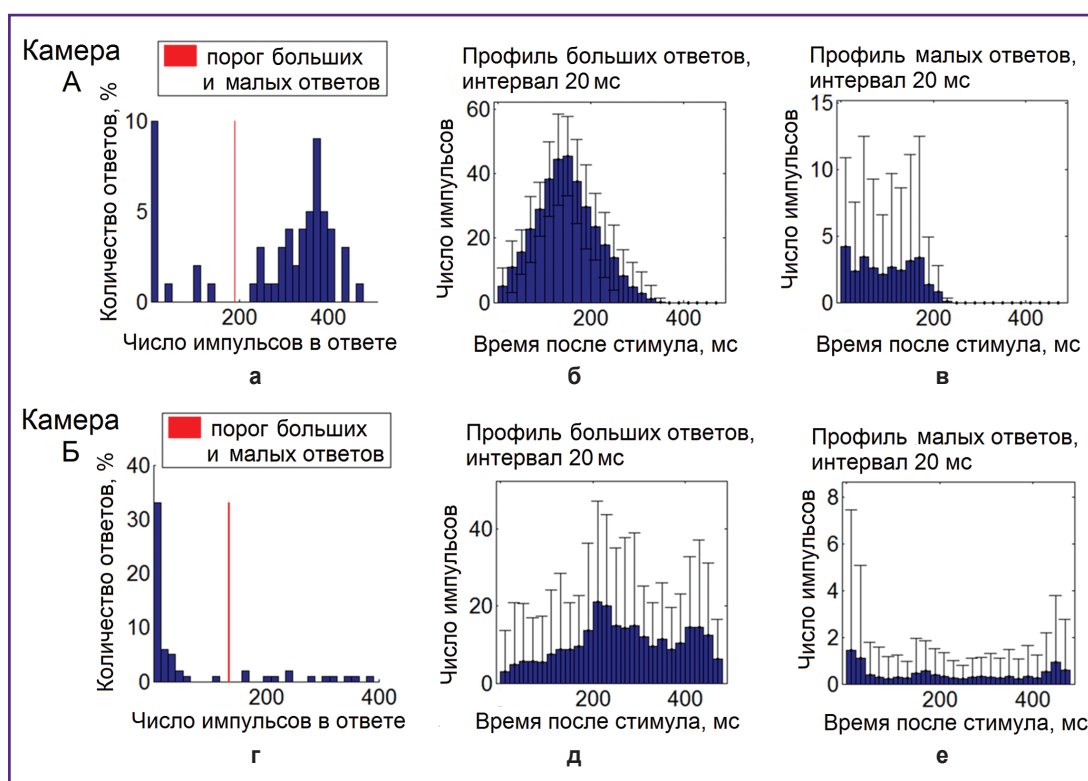 Камера
А
порог больших
и малых ответов
Количество ответов, %
10
5
0
200
400
Число импульсов в ответе
а
Профиль больших ответов,
интервал 20 мс
Число импульсов
60
40
20
0
200
400
Время после стимула, мс
б
Профиль малых ответов,
интервал 20 мс
Число импульсов
15
10
5
0
200
400
Время после стимула, мс
в
Камера
Б
порог больших
и малых ответов
Количество ответов, %
40
30
20
10
0
200
400
Число импульсов в ответе
г
Профиль больших ответов,
интервал 20 мс
Число импульсов
40
20
0
200
400
Время после стимула, мс
д
Профиль малых ответов,
интервал 20 мс
Число импульсов
8
6
4
2
0
200
400
Время после стимула, мс
е